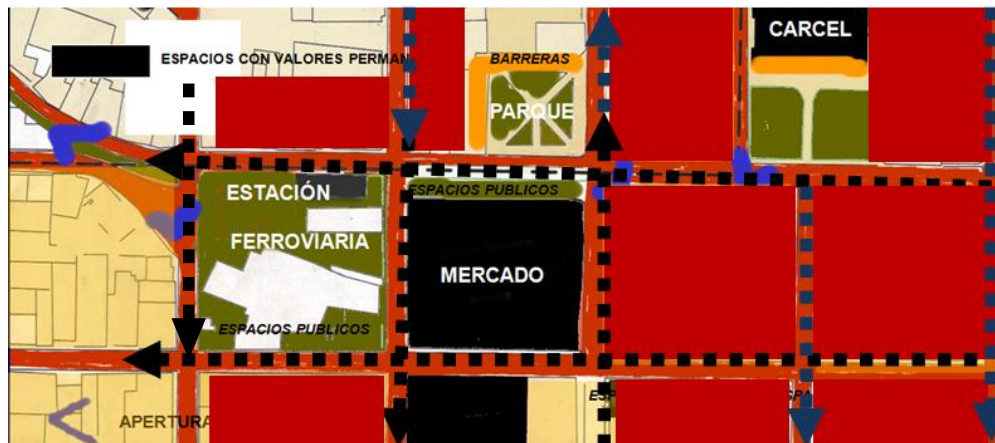 CARCEL
ESPACIOS CON VALORES PERMAN
BARRERAS
PARQUE
ESTACIÓN
ESPACIOS PUBLICOS
FERROVIARIA
MERCADO
ESPACIOS PUBLICOS
APERTURA